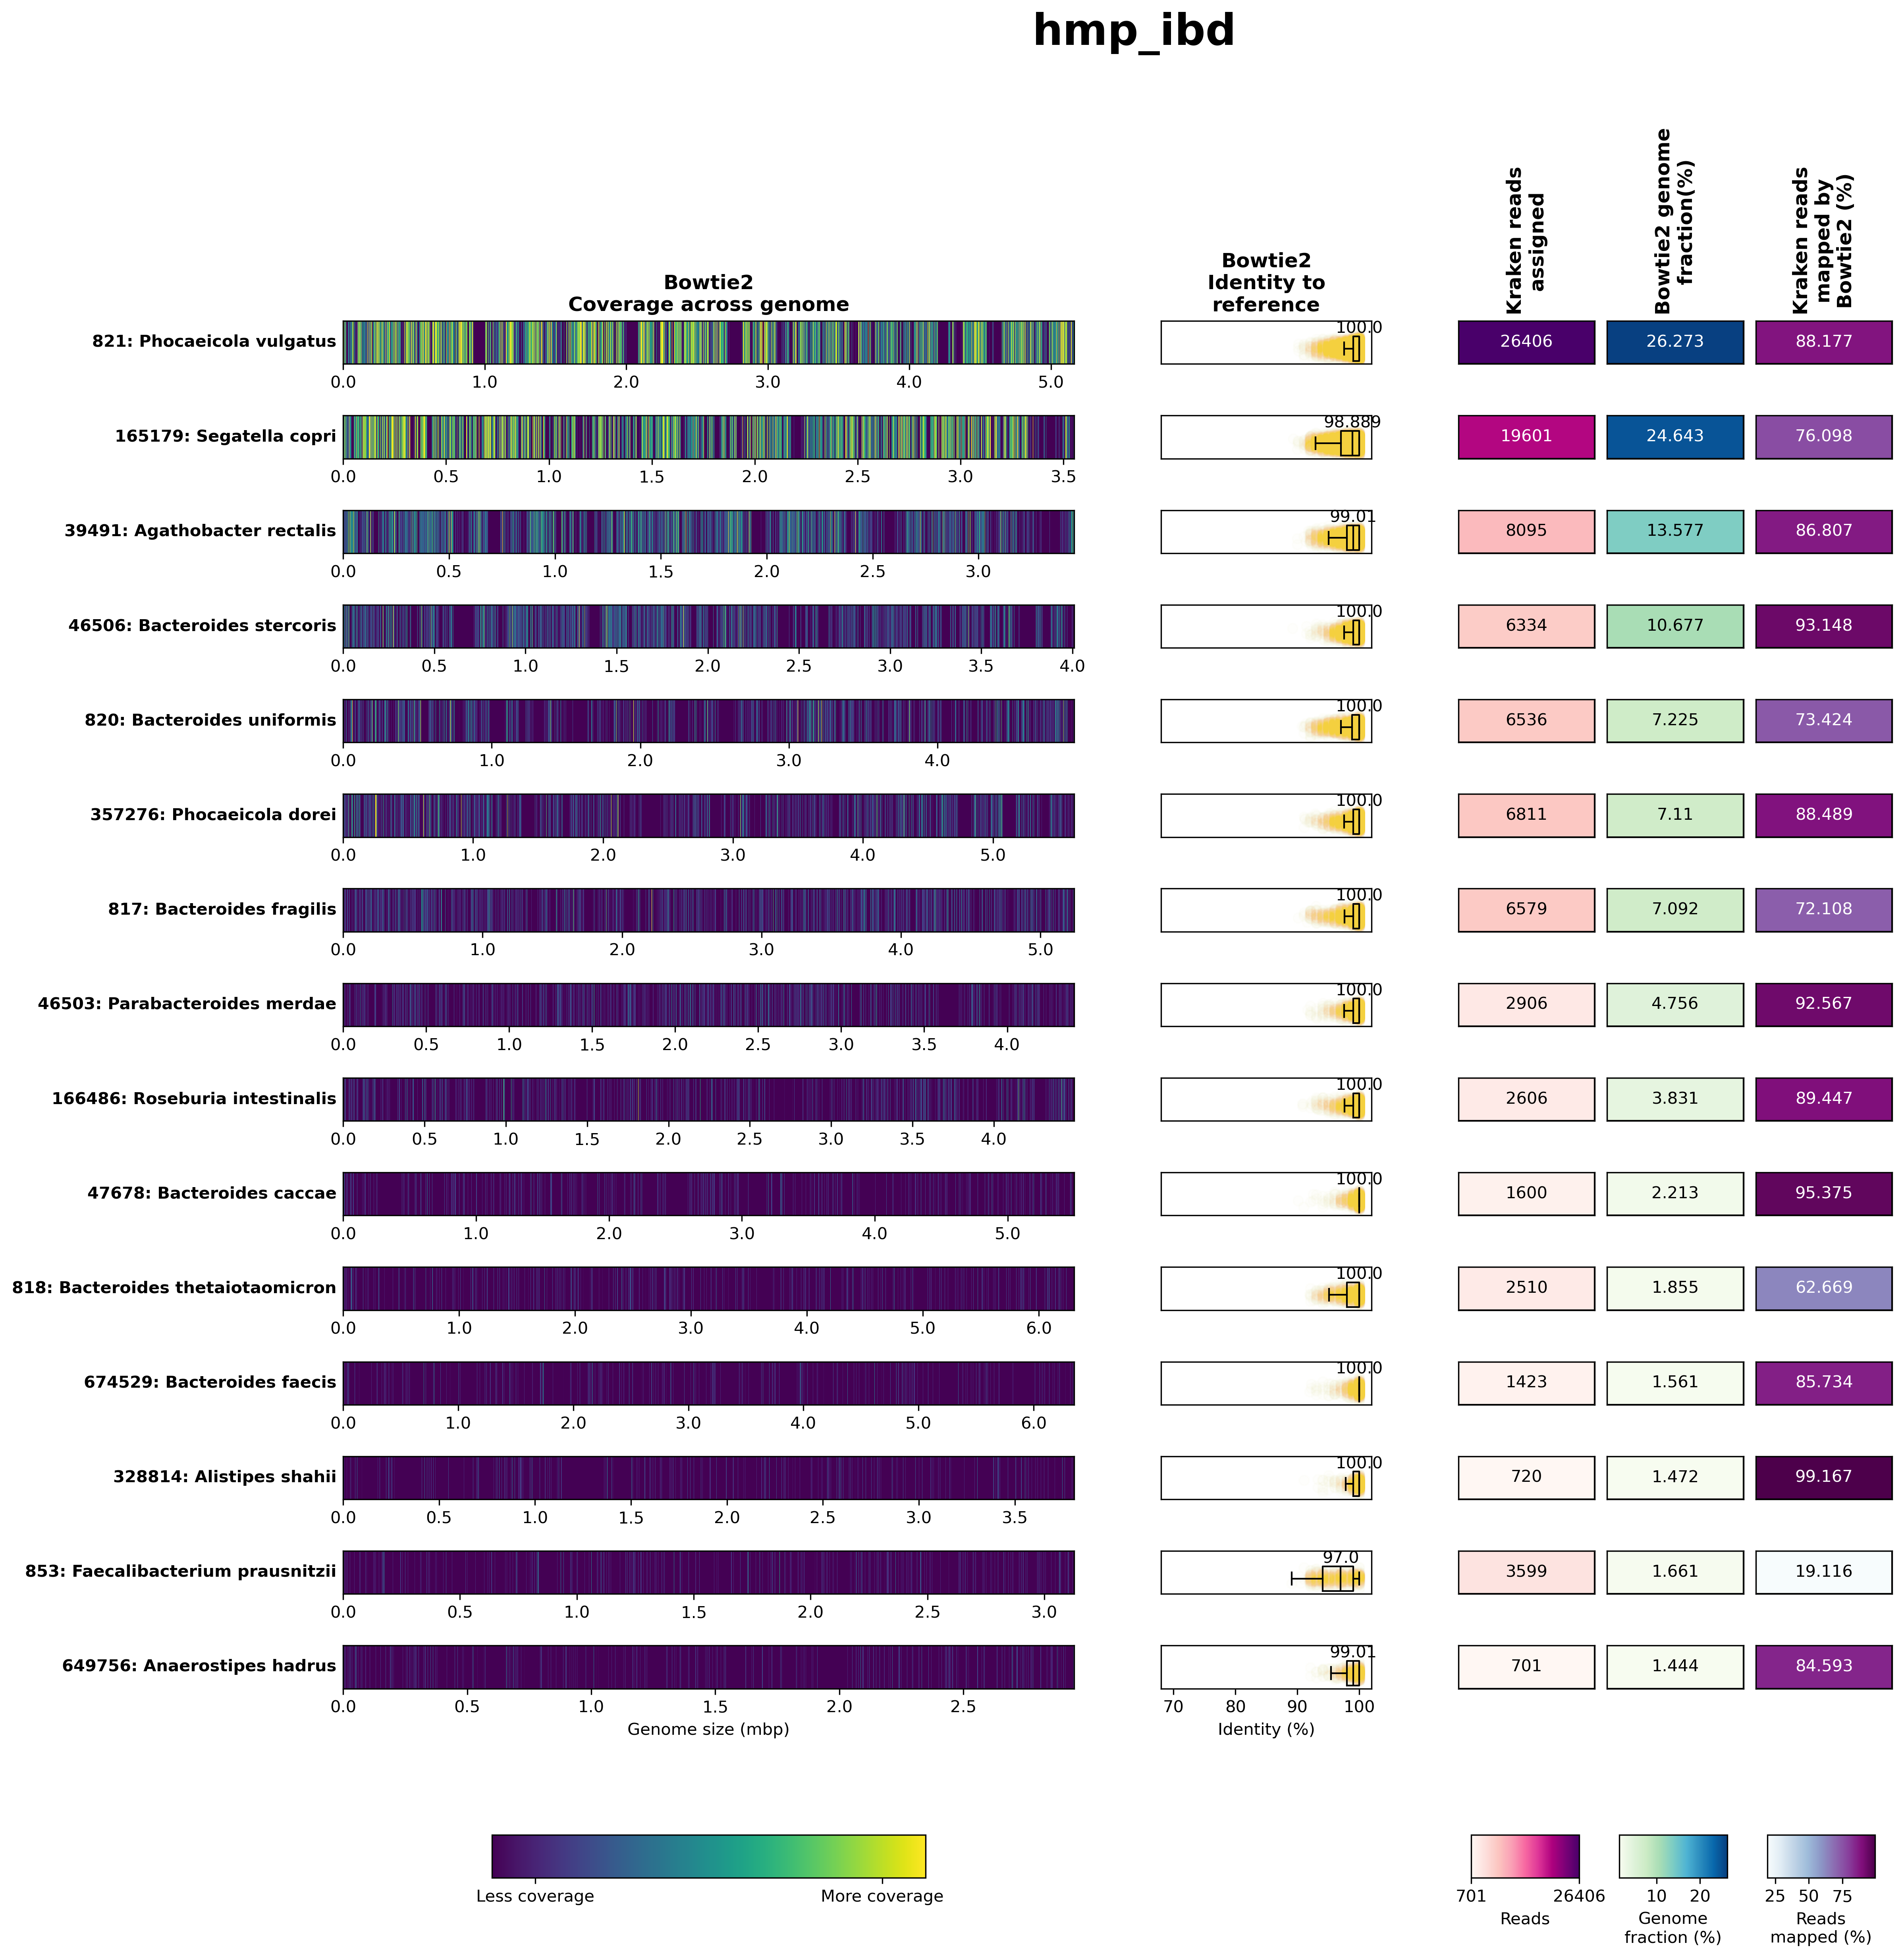 hmp_ibd
Bowtie2
Coverage across genome
Bowtie2
Identity to
reference
Kraken reads
assigned
Bowtie2 genome
fraction(%)
Kraken reads
mapped by
Bowtie2 (%)
821: Phocaeicola vulgatus
100.0
26406
26.273
88.177
0.0 1.0 2.0 3.0 4.0 5.0
165179: Segatella copri
98.889
19601
24.643
76.098
0.0 0.5 1.0 1.5 2.0 2.5 3.0 3.5
39491: Agathobacter rectalis
99.01
8095
13.577
86.807
0.0 0.5 1.0 1.5 2.0 2.5 3.0
46506: Bacteroides stercoris
100.0
6334
10.677
93.148
0.0 0.5 1.0 1.5 2.0 2.5 3.0 3.5 4.0
820: Bacteroides uniformis
100.0
6536
7.225
73.424
0.0 1.0 2.0 3.0 4.0
357276: Phocaeicola dorei
100.0
6811
7.11
88.489
0.0 1.0 2.0 3.0 4.0 5.0
817: Bacteroides fragilis
100.0
6579
7.092
72.108
0.0 1.0 2.0 3.0 4.0 5.0
46503: Parabacteroides merdae
100.0
2906
4.756
92.567
0.0 0.5 1.0 1.5 2.0 2.5 3.0 3.5 4.0
166486: Roseburia intestinalis
100.0
2606
3.831
89.447
0.0 0.5 1.0 1.5 2.0 2.5 3.0 3.5 4.0
47678: Bacteroides caccae
100.0
1600
2.213
95.375
0.0 1.0 2.0 3.0 4.0 5.0
818: Bacteroides thetaiotaomicron
100.0
2510
1.855
62.669
0.0 1.0 2.0 3.0 4.0 5.0 6.0
674529: Bacteroides faecis
100.0
1423
1.561
85.734
0.0 1.0 2.0 3.0 4.0 5.0 6.0
328814: Alistipes shahii
100.0
720
1.472
99.167
0.0 0.5 1.0 1.5 2.0 2.5 3.0 3.5
853: Faecalibacterium prausnitzii
97.0
3599
1.661
19.116
0.0 0.5 1.0 1.5 2.0 2.5 3.0
649756: Anaerostipes hadrus
99.01
701
1.444
84.593
0.0 0.5 1.0 1.5 2.0 2.5
Genome size (mbp)
70 80 90 100
Identity (%)
Less coverage More coverage
701 26406
Reads
10 20
Genome
fraction (%)
25 50 75
Reads
mapped (%)